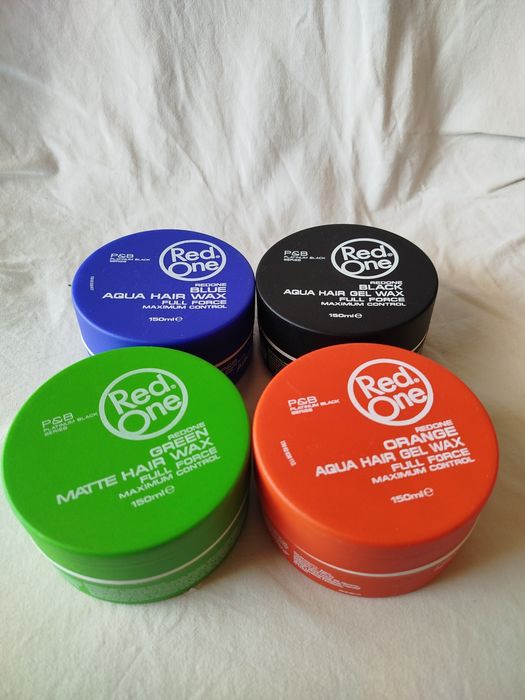 P&B
PLATINUM BLACK
SERIES
Red
One
REDONE
BLUE
AQUA HAIR WAX
FULL FORCE
MAXIMUM CONTROL
150ml e
P&B
PLATINUM BLACK
SERIES
Red
One
REDONE
BLACK
AQUA HAIR GEL WAX
FULL FORCE
MAXIMUM CONTROL
150ml e
P&B
PLATINUM BLACK
SERIES
Red
One
REDONE
GREEN
MATTE HAIR WAX
FULL FORCE
MAXIMUM CONTROL
150ml e
P&B
PLATINUM BLACK
SERIES
Red
One
REDONE
ORANGE
AQUA HAIR GEL WAX
FULL FORCE
MAXIMUM CONTROL
150ml e